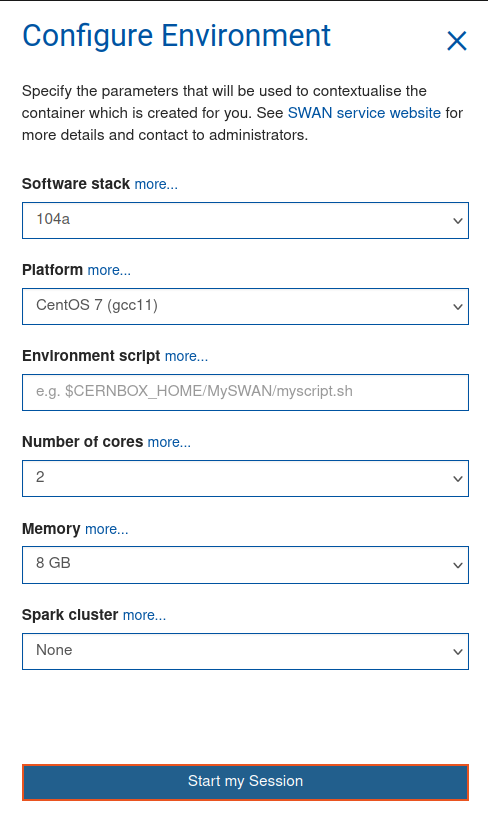 Configure Environment
Specify the parameters that will be used to contextualise the
container which is created for you. See SWAN service website for
more details and contact to administrators.
Software stack more...
104a
Platform more...
CentOS 7 (gcc11)
Environment script more...
e.g. $CERNBOX_HOME/MySWAN/myscript.sh
Number of cores more...
2
Memory more...
8 GB
Spark cluster more...
None
Start my Session